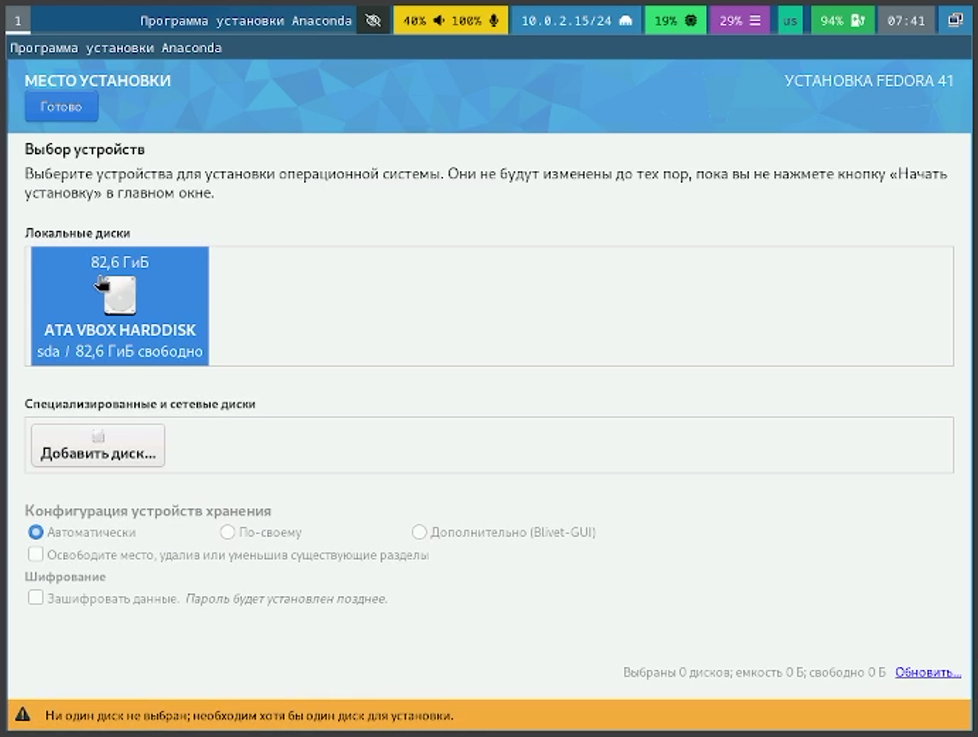 1 Программа установки Anaconda 40% 100% 10.0.2.15/24 19% 29% us 94% 07:41
Программа установки Anaconda
МЕСТО УСТАНОВКИ
УСТАНОВКА FEDORA 41
Готово
Выбор устройств
Выберите устройства для установки операционной системы. Они не будут изменены до тех пор, пока вы не нажмете кнопку «Начать
установку» в главном окне.
Локальные диски
82,6 ГиБ
ATA VBOX HARDDISK
sda / 82,6 ГиБ свободно
Специализированные и сетевые диски
Добавить диск...
Конфигурация устройств хранения
Автоматически По-своему Дополнительно (Blivet-GUI)
Освободите место, удалив или уменьшив существующие разделы
Шифрование
Зашифровать данные. Пароль будет установлен позднее.
Выбраны 0 дисков; емкость 0 Б; свободно 0 Б Обновить...
Ни один диск не выбран; необходим хотя бы один диск для установки.